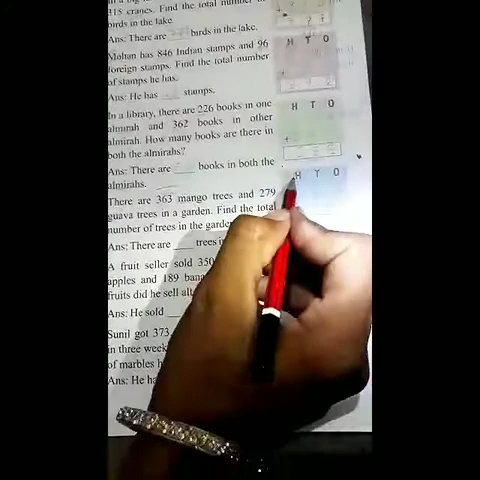 315 cranes. Find the total number of
birds in the lake
Ans: There are birds in the lake.
Mohan has 846 Indian stamps and 96
foreign stamps. Find the total number
of stamps he has.
Ans: He has stamps.
H T O
In a library, there are 226 books in one
almirah and 362 books in other
almirah. How many books are there in
both the almirahs?
Ans: There are ___ books in both the
almirahs.
H T O
+
There are 363 mango trees and 279
guava trees in a garden. Find the total
number of trees in the garden
Ans: There are ___ trees
H T O
A fruit seller sold 350
apples and 189
fruits did he sell
Ans: He sold
Sunil got 373
in three
of marbles
Ans: He